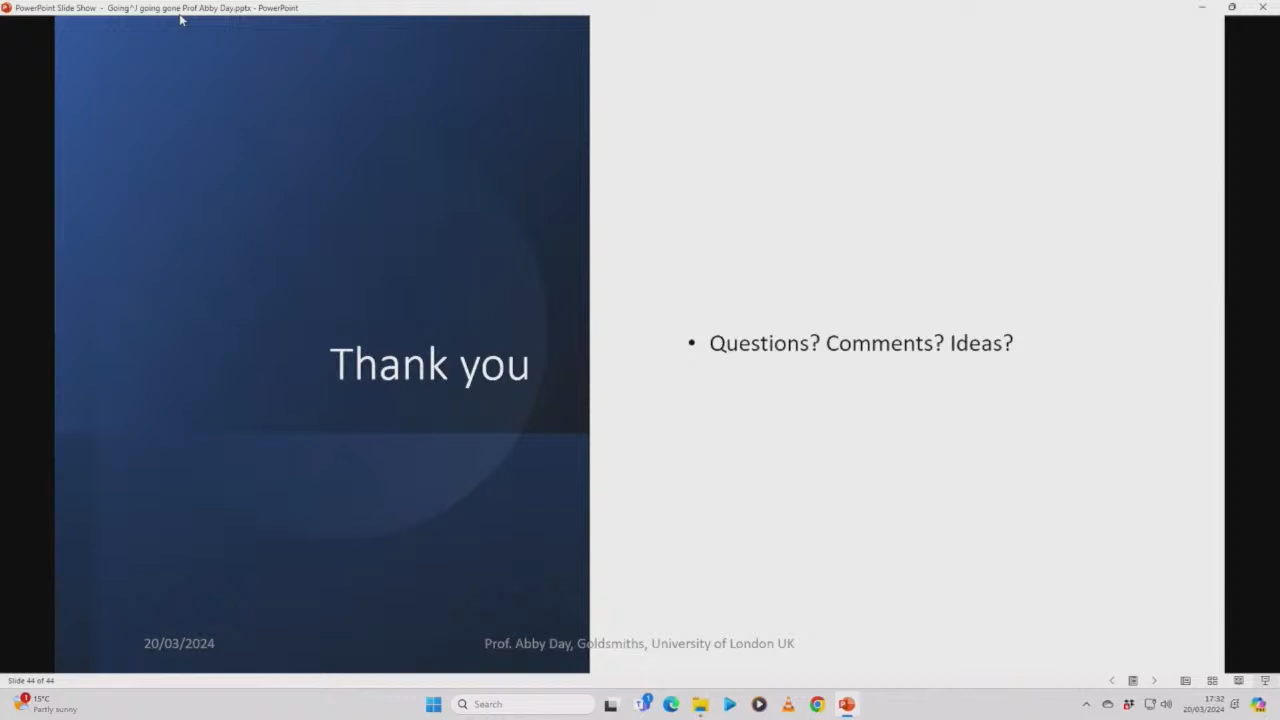 PowerPoint Slide Show - Going^J going gone Prof Abby Day.pptx - PowerPoint
Thank you
• Questions? Comments? Ideas?
20/03/2024
Prof. Abby Day, Goldsmiths, University of London UK
Slide 44 of 44
1
15°C
Partly sunny
Search
1
17:32
20/03/2024